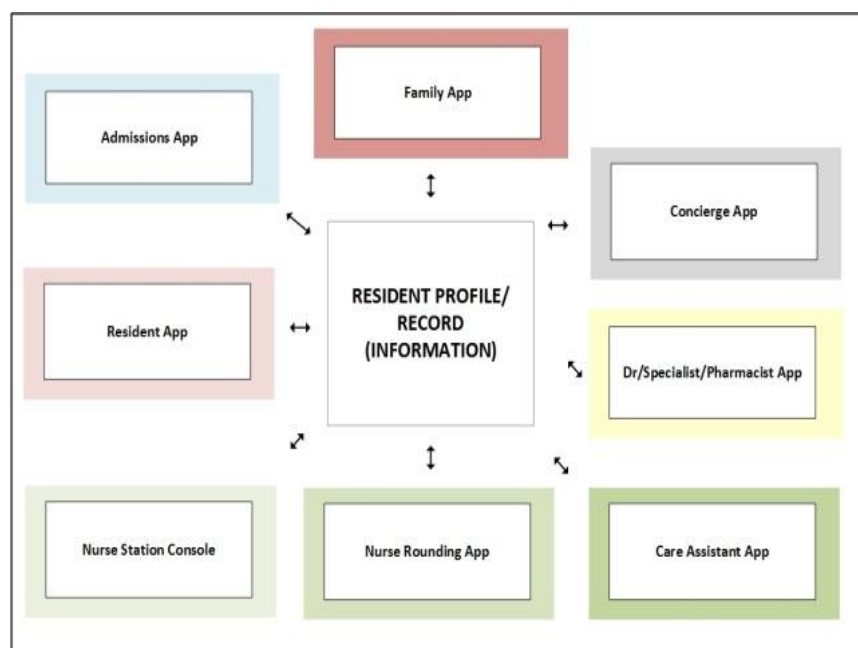 Family App
Admissions App
Concierge App
RESIDENT PROFILE/
RECORD
(INFORMATION)
Resident App
Dr/Specialist/Pharmacist App
Nurse Station Console
Nurse Rounding App
Care Assistant App